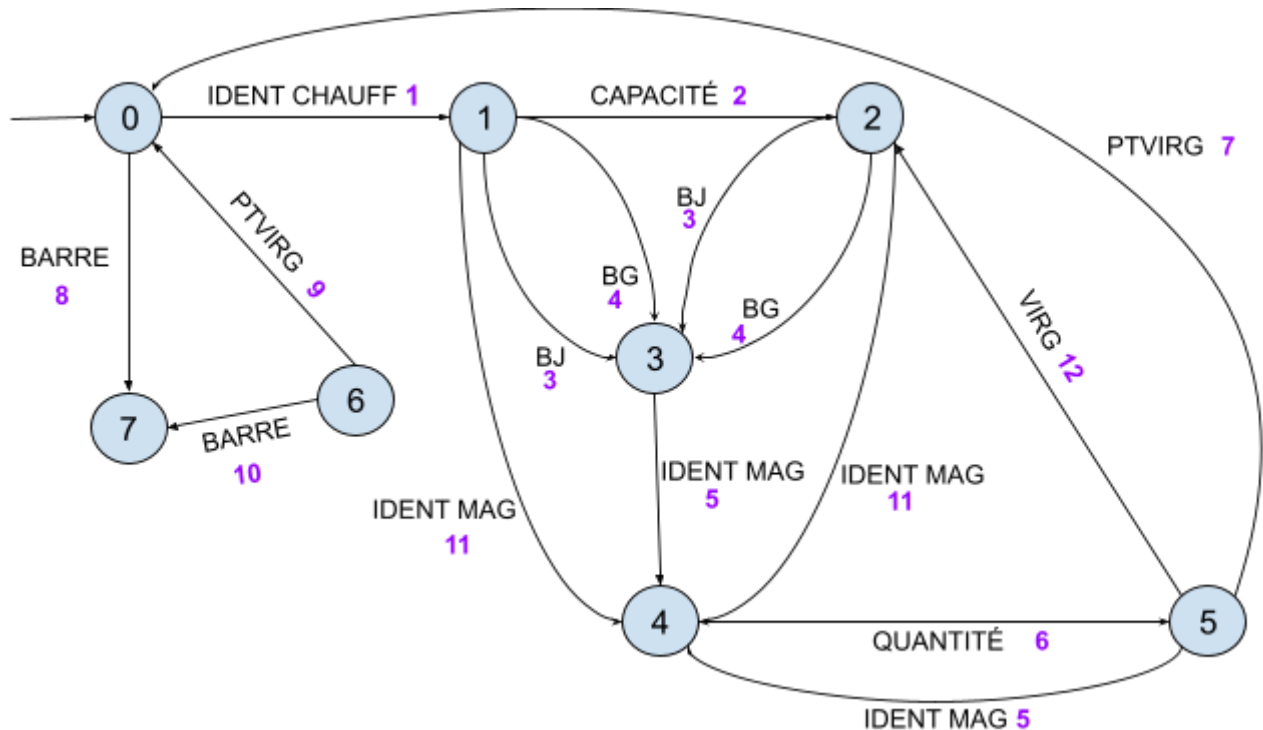 IDENT CHAUFF 1
CAPACITÉ 2
0
1
2
PTVIRG 7
BJ
3
PTVIRG 9
BARRE
8
BG
4
BG
4
VIRG 12
3
BJ
3
6
7
BARRE
10
IDENT MAG
5
IDENT MAG
11
IDENT MAG
11
4
5
QUANTITÉ 6
IDENT MAG 5